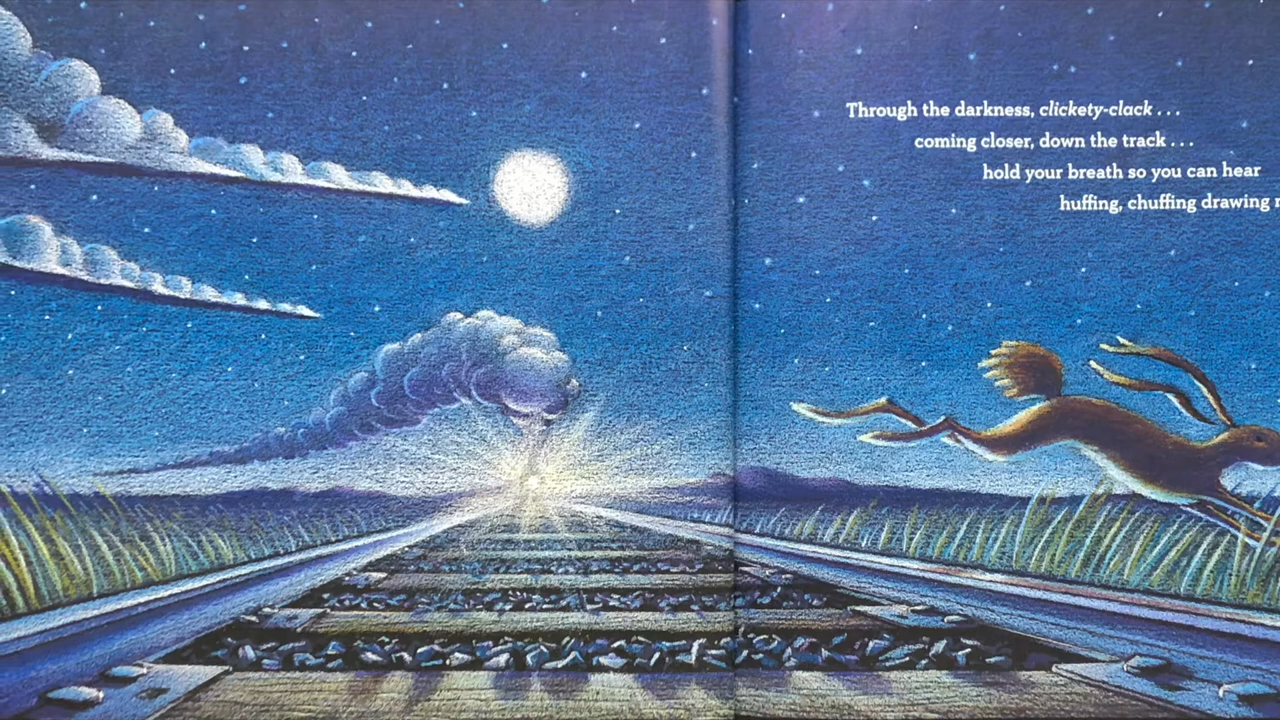 Through the darkness, clickety-clack . . .
coming closer, down the track . . .
hold your breath so you can hear
huffing, chuffing drawing